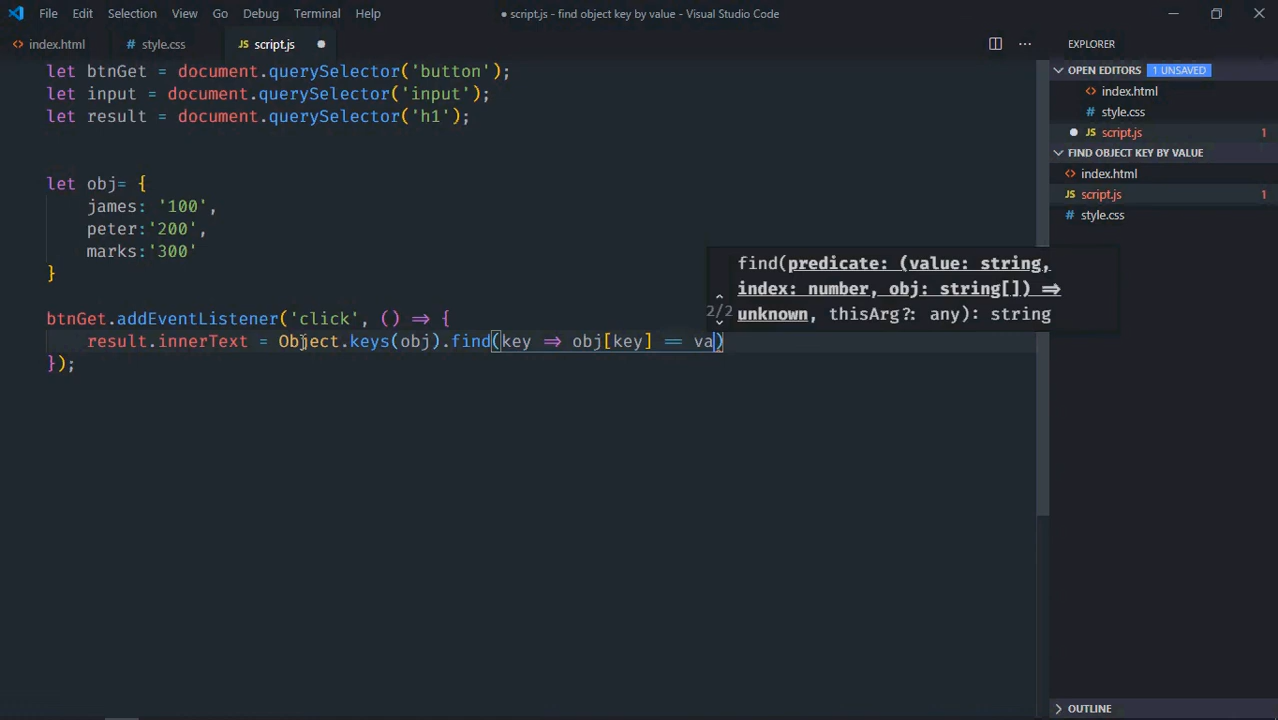 File Edit Selection View Go Debug Terminal Help ● script.js - find object key by value - Visual Studio Code
<> index.html # style.css JS script.js ● ··· EXPLORER
let btnGet = document.querySelector('button');
let input = document.querySelector('input');
let result = document.querySelector('h1');
let obj= {
james: '100',
peter:'200',
marks:'300'
}
btnGet.addEventListener('click', () => {
result.innerText = Object.keys(obj).find(key => obj[key] == va)
});
find(predicate: (value: string,
index: number, obj: string[]) =>
2/2 unknown, thisArg?: any): string
OPEN EDITORS 1 UNSAVED
<> index.html
# style.css
● JS script.js 1
FIND OBJECT KEY BY VALUE
<> index.html
JS script.js 1
# style.css
OUTLINE